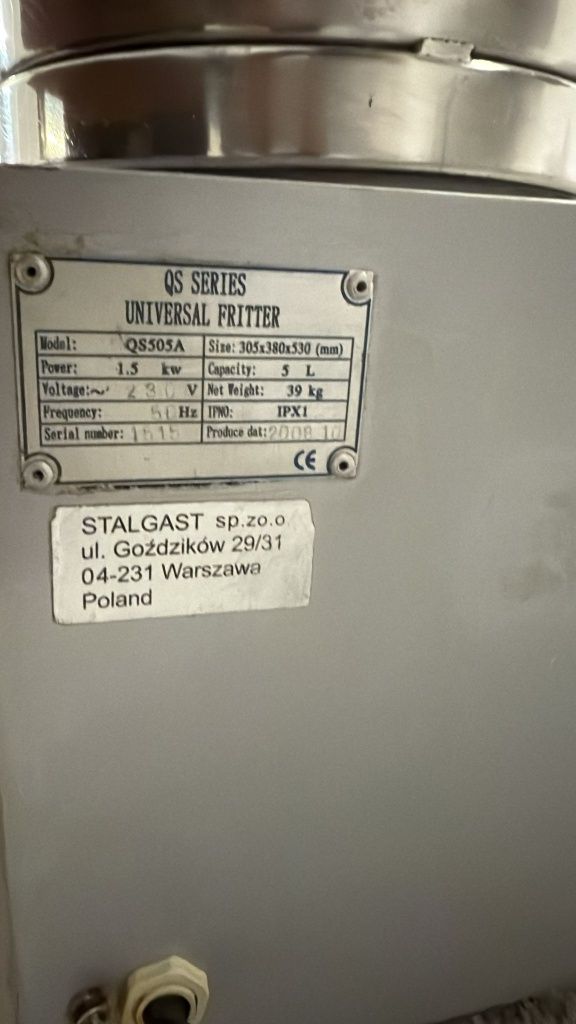 QS SERIES
UNIVERSAL FRITTER
Model: QS505A Size: 305x380x530 (mm)
Power: 1.5 kw Capacity: 5 L
Voltage:~ 230 V Net Weight: 39 kg
Frequency: 50 Hz IPNO: IPX1
Serial number: 1515 Produce dat: 2008.10
CE
STALGAST sp.zo.o
ul. Goździków 29/31
04-231 Warszawa
Poland